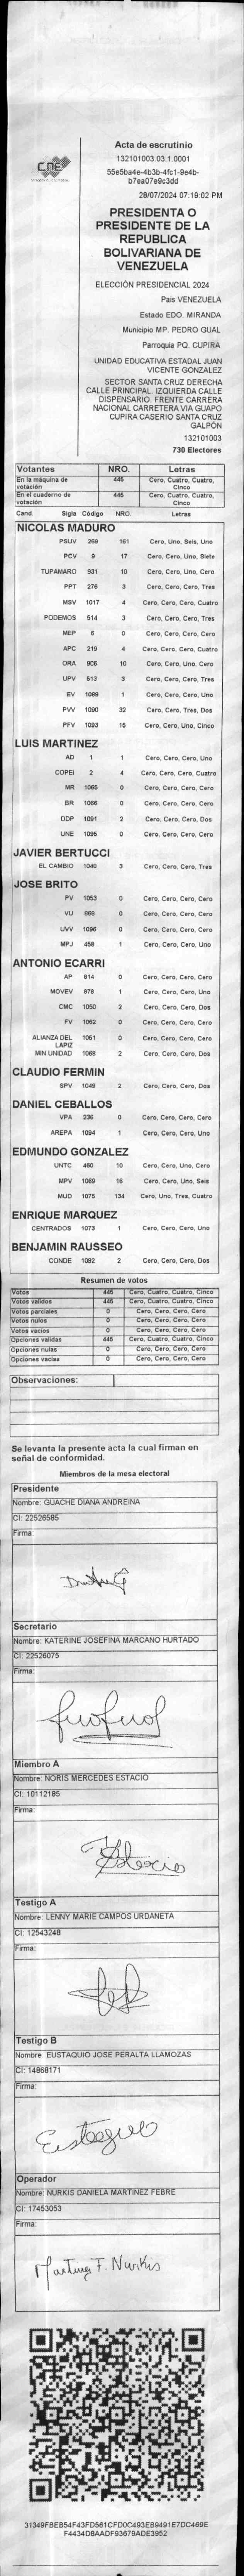 CNE
Acta de escrutinio
132101003.03.1.0001
55e5ba4e-4b3b-4fc1-9e4b-
b7ea07e9c3dd
28/07/2024 07:19:02 PM
PRESIDENTA O
PRESIDENTE DE LA
REPUBLICA
BOLIVARIANA DE
VENEZUELA
ELECCIÓN PRESIDENCIAL 2024
País VENEZUELA
Estado EDO. MIRANDA
Municipio MP. PEDRO GUAL
Parroquia PQ. CUPIRA
UNIDAD EDUCATIVA ESTADAL JUAN
VICENTE GONZALEZ
SECTOR SANTA CRUZ DERECHA
CALLE PRINCIPAL. IZQUIERDA CALLE
DISPENSARIO. FRENTE CARRERA
NACIONAL CARRETERA VIA GUAPO
CUPIRA CASERIO SANTA CRUZ
GALPÓN
132101003
730 Electores
Votantes NRO. Letras
En la máquina de votación 445 Cero, Cuatro, Cuatro, Cinco
En el cuaderno de votación 445 Cero, Cuatro, Cuatro, Cinco
Cand. Sigla Código NRO. Letras
NICOLAS MADURO
PSUV 269 161 Cero, Uno, Seis, Uno
PCV 9 17 Cero, Cero, Uno, Siete
TUPAMARO 931 10 Cero, Cero, Uno, Cero
PPT 276 3 Cero, Cero, Cero, Tres
MSV 1017 4 Cero, Cero, Cero, Cuatro
PODEMOS 514 3 Cero, Cero, Cero, Tres
MEP 6 0 Cero, Cero, Cero, Cero
APC 219 4 Cero, Cero, Cero, Cuatro
ORA 906 10 Cero, Cero, Uno, Cero
UPV 513 3 Cero, Cero, Cero, Tres
EV 1089 1 Cero, Cero, Cero, Uno
PVV 1090 32 Cero, Cero, Tres, Dos
PFV 1093 15 Cero, Cero, Uno, Cinco
LUIS MARTINEZ
AD 1 1 Cero, Cero, Cero, Uno
COPEI 2 4 Cero, Cero, Cero, Cuatro
MR 1065 0 Cero, Cero, Cero, Cero
BR 1066 0 Cero, Cero, Cero, Cero
DDP 1091 2 Cero, Cero, Cero, Dos
UNE 1095 0 Cero, Cero, Cero, Cero
JAVIER BERTUCCI
EL CAMBIO 1048 3 Cero, Cero, Cero, Tres
JOSE BRITO
PV 1053 0 Cero, Cero, Cero, Cero
VU 868 0 Cero, Cero, Cero, Cero
UVV 1096 0 Cero, Cero, Cero, Cero
MPJ 458 1 Cero, Cero, Cero, Uno
ANTONIO ECARRI
AP 914 0 Cero, Cero, Cero, Cero
MOVEV 879 1 Cero, Cero, Cero, Uno
CMC 1050 2 Cero, Cero, Cero, Dos
FV 1062 0 Cero, Cero, Cero, Cero
ALIANZA DEL LAPIZ 1051 0 Cero, Cero, Cero, Cero
MIN UNIDAD 1068 2 Cero, Cero, Cero, Dos
CLAUDIO FERMIN
SPV 1049 2 Cero, Cero, Cero, Dos
DANIEL CEBALLOS
VPA 236 0 Cero, Cero, Cero, Cero
AREPA 1094 1 Cero, Cero, Cero, Uno
EDMUNDO GONZALEZ
UNTC 460 10 Cero, Cero, Uno, Cero
MPV 1069 16 Cero, Cero, Uno, Seis
MUD 1076 134 Cero, Uno, Tres, Cuatro
ENRIQUE MARQUEZ
CENTRADOS 1073 1 Cero, Cero, Cero, Uno
BENJAMIN RAUSSEO
CONDE 1092 2 Cero, Cero, Cero, Dos
Resumen de votos
Votos 445 Cero, Cuatro, Cuatro, Cinco
Votos validos 445 Cero, Cuatro, Cuatro, Cinco
Votos parciales 0 Cero, Cero, Cero, Cero
Votos nulos 0 Cero, Cero, Cero, Cero
Votos vacios 0 Cero, Cero, Cero, Cero
Opciones validas 445 Cero, Cuatro, Cuatro, Cinco
Opciones nulas 0 Cero, Cero, Cero, Cero
Opciones vacias 0 Cero, Cero, Cero, Cero
Observaciones:
Se levanta la presente acta la cual firman en
señal de conformidad.
Miembros de la mesa electoral
Presidente
Nombre: GUACHE DIANA ANDREINA
CI: 22526585
Firma:
Secretario
Nombre: KATERINE JOSEFINA MARCANO HURTADO
CI: 22526075
Firma:
Miembro A
Nombre: NORIS MERCEDES ESTACIO
CI: 10112185
Firma:
Estacio
Testigo A
Nombre: LENNY MARIE CAMPOS URDANETA
CI: 12543248
Firma:
Testigo B
Nombre: EUSTAQUIO JOSE PERALTA LLAMOZAS
CI: 14868171
Firma:
Operador
Nombre: NURKIS DANIELA MARTINEZ FEBRE
CI: 17453053
Firma:
Martinez F. Nurkis
31349F8EB54F43FD561CFD0C493EB9491E7DC469E
F4434D8AADF93679ADE3952